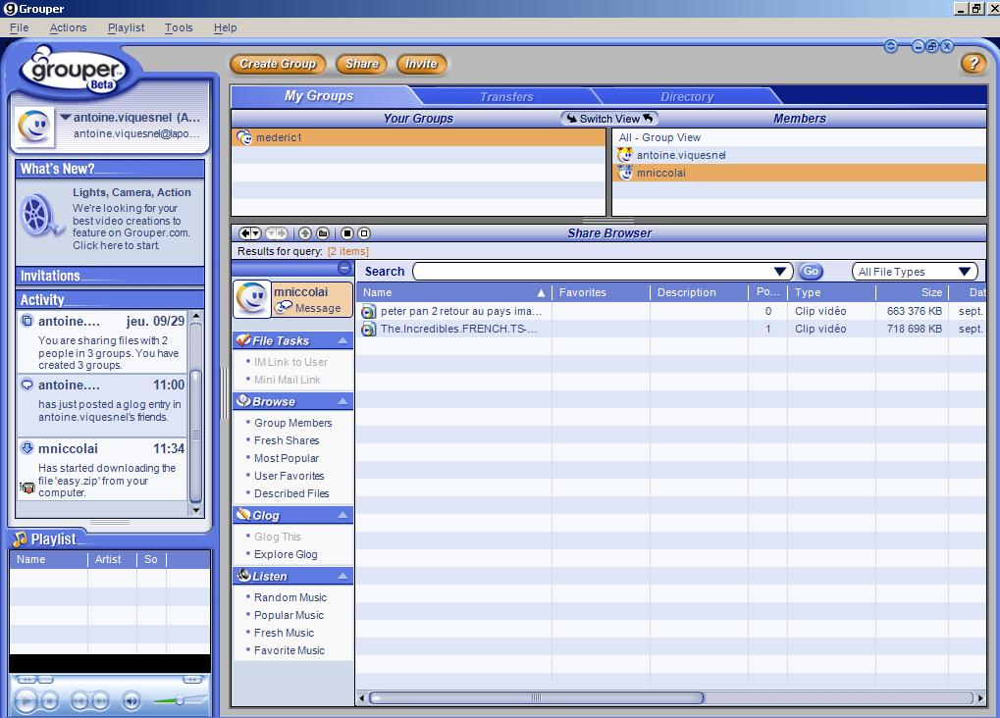 Grouper
File Actions Playlist Tools Help
grouper
Beta
antoine.viquesnel (A...
antoine.viquesnel@lapo...
What's New?
Lights, Camera, Action
We're looking for your
best video creations to
feature on Grouper.com.
Click here to start.
Invitations
Activity
antoine.... jeu. 09/29
You are sharing files with 2
people in 3 groups. You have
created 3 groups.
antoine.... 11:00
has just posted a glog entry in
antoine.viquesnel's friends.
mniccolai 11:34
Has started downloading the
file 'easy.zip' from your
computer.
Playlist
Name Artist So
Create Group Share Invite ?
My Groups Transfers Directory
Your Groups Switch View Members
mederic1
All - Group View
antoine.viquesnel
mniccolai
Share Browser
Results for query: [2 items]
mniccolai
Message
File Tasks
IM Link to User
Mini Mail Link
Browse
Group Members
Fresh Shares
Most Popular
User Favorites
Described Files
Glog
Glog This
Explore Glog
Listen
Random Music
Popular Music
Fresh Music
Favorite Music
Search Go All File Types
Name Favorites Description Po... Type Size Dat
peter pan 2 retour au pays ima... 0 Clip vidéo 663 376 KB sept.
The.Incredibles.FRENCH.TS-... 1 Clip vidéo 718 698 KB sept.